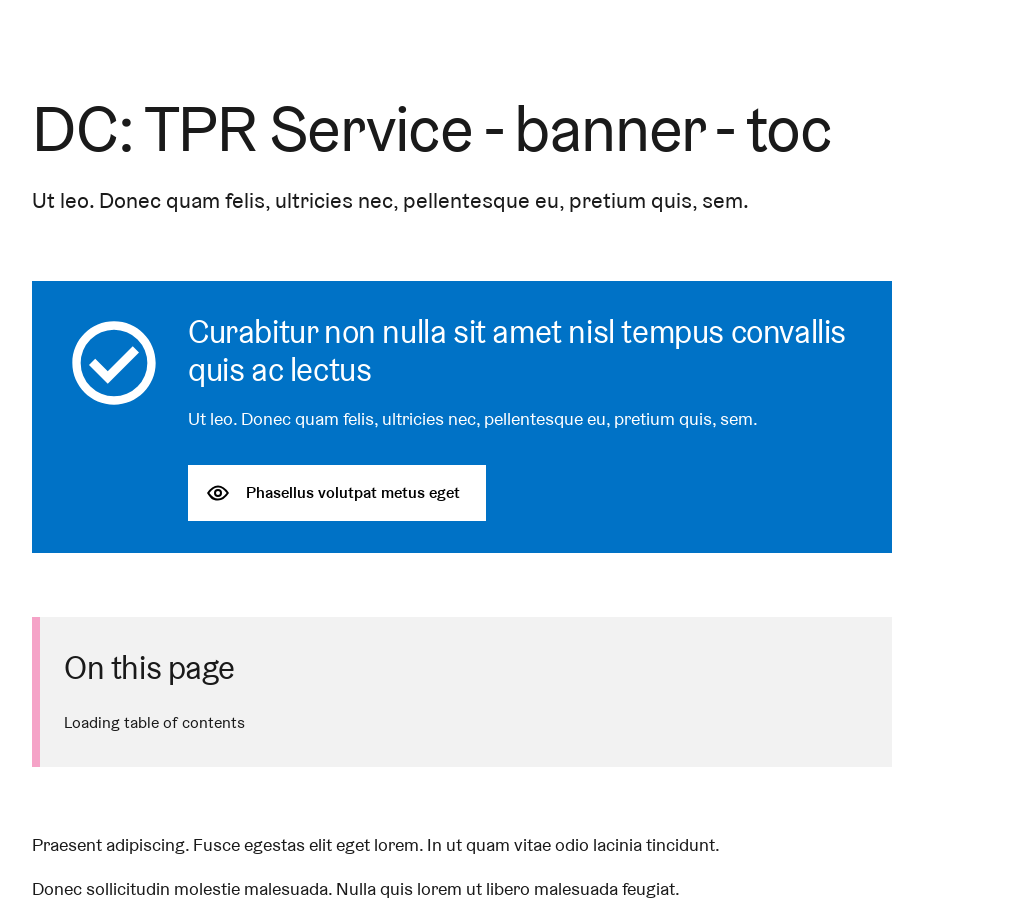 DC: TPR Service - banner - toc
Ut leo. Donec quam felis, ultricies nec, pellentesque eu, pretium quis, sem.
Curabitur non nulla sit amet nisl tempus convallis
quis ac lectus
Ut leo. Donec quam felis, ultricies nec, pellentesque eu, pretium quis, sem.
Phasellus volutpat metus eget
On this page
Loading table of contents
Praesent adipiscing. Fusce egestas elit eget lorem. In ut quam vitae odio lacinia tincidunt.
Donec sollicitudin molestie malesuada. Nulla quis lorem ut libero malesuada feugiat.